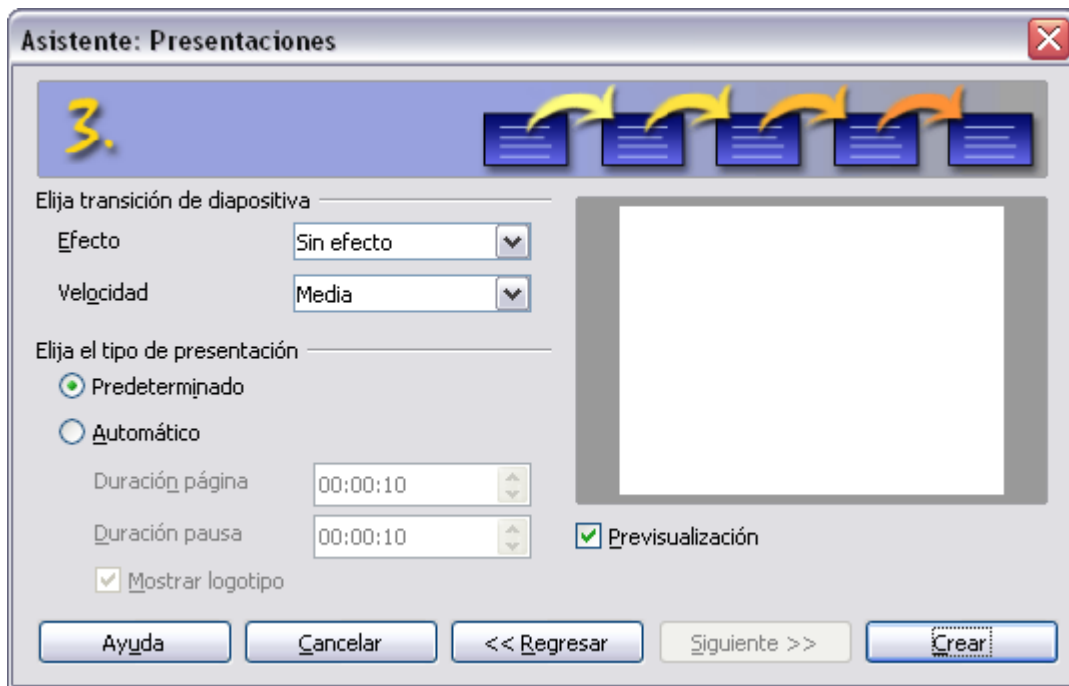 Asistente: Presentaciones
3.
Elija transición de diapositiva
Efecto Sin efecto
Velocidad Media
Elija el tipo de presentación
Predeterminado
Automático
Duración página 00:00:10
Duración pausa 00:00:10
Mostrar logotipo
Previsualización
Ayuda Cancelar << Regresar Siguiente >> Crear